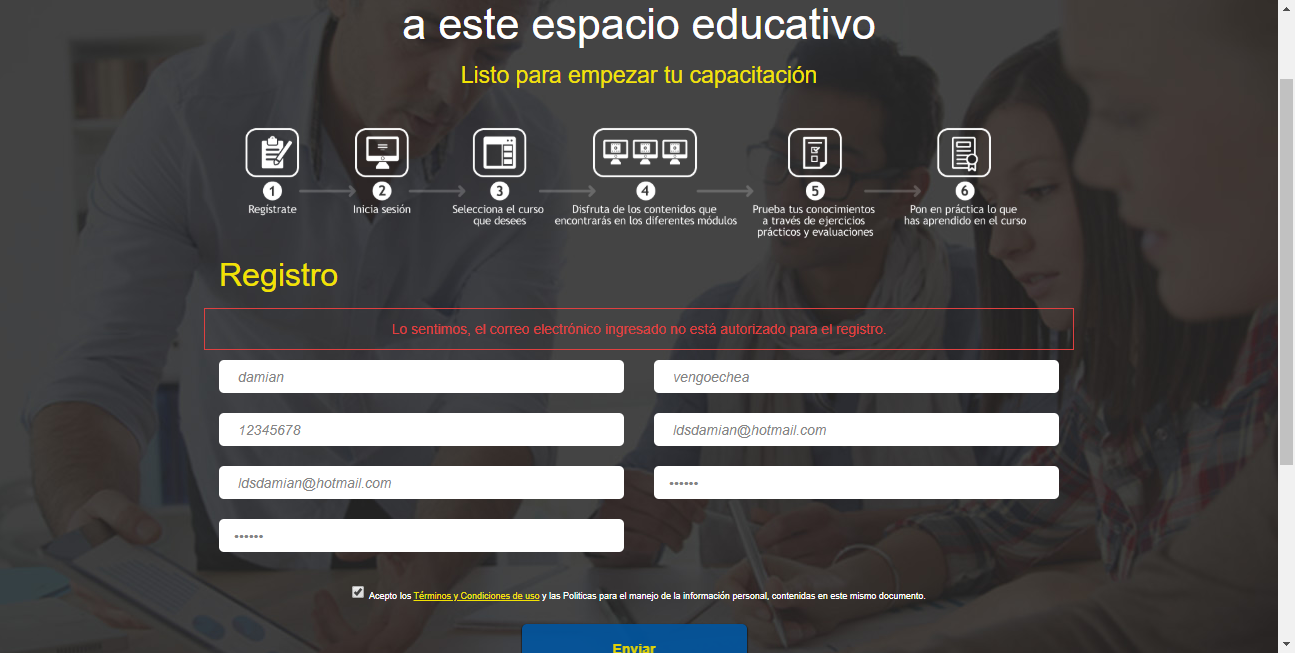 a este espacio educativo
Listo para empezar tu capacitación
1
Regístrate
2
Inicia sesión
3
Selecciona el curso
que desees
4
Disfruta de los contenidos que
encontrarás en los diferentes módulos
5
Prueba tus conocimientos
a través de ejercicios
prácticos y evaluaciones
6
Pon en práctica lo que
has aprendido en el curso
Registro
Lo sentimos, el correo electrónico ingresado no está autorizado para el registro.
damian
vengoechea
12345678
ldsdamian@hotmail.com
ldsdamian@hotmail.com
••••••
••••••
Acepto los Términos y Condiciones de uso y las Politicas para el manejo de la información personal, contenidas en este mismo documento.
Enviar